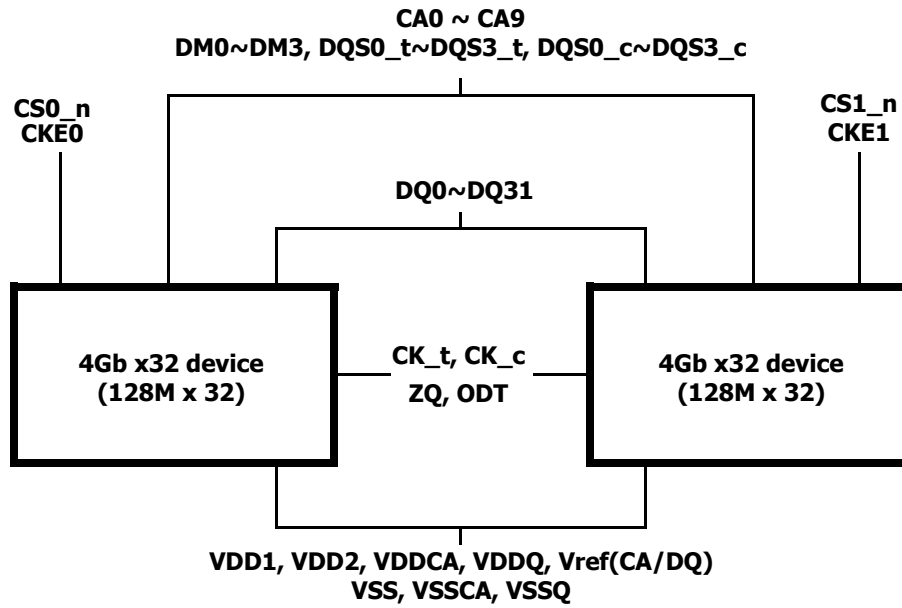 CA0 ~ CA9
DM0~DM3, DQS0_t~DQS3_t, DQS0_c~DQS3_c
CS0_n
CKE0
CS1_n
CKE1
DQ0~DQ31
4Gb x32 device
(128M x 32)
CK_t, CK_c
ZQ, ODT
4Gb x32 device
(128M x 32)
VDD1, VDD2, VDDCA, VDDQ, Vref(CA/DQ)
VSS, VSSCA, VSSQ